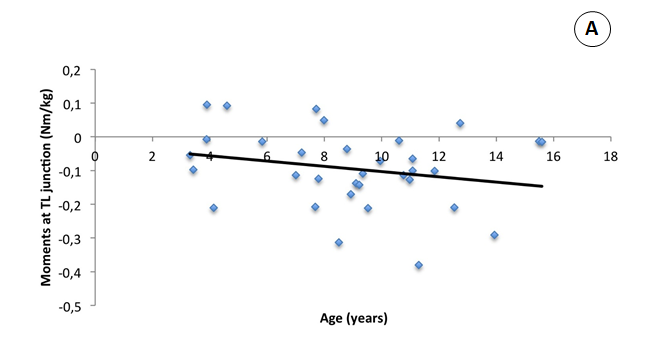 A
Moments at TL junction (Nm/kg)
0,2
0,1
0
-0,1
-0,2
-0,3
-0,4
-0,5
0 2 4 6 8 10 12 14 16 18
Age (years)